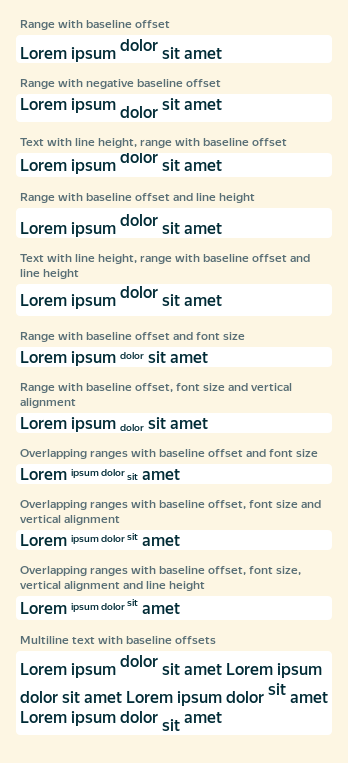 Range with baseline offset
Lorem ipsum dolor sit amet
Range with negative baseline offset
Lorem ipsum dolor sit amet
Text with line height, range with baseline offset
Lorem ipsum dolor sit amet
Range with baseline offset and line height
Lorem ipsum dolor sit amet
Text with line height, range with baseline offset and
line height
Lorem ipsum dolor sit amet
Range with baseline offset and font size
Lorem ipsum dolor sit amet
Range with baseline offset, font size and vertical
alignment
Lorem ipsum dolor sit amet
Overlapping ranges with baseline offset and font size
Lorem ipsum dolor sit amet
Overlapping ranges with baseline offset, font size and
vertical alignment
Lorem ipsum dolor sit amet
Overlapping ranges with baseline offset, font size,
vertical alignment and line height
Lorem ipsum dolor sit amet
Multiline text with baseline offsets
Lorem ipsum dolor sit amet Lorem ipsum
dolor sit amet Lorem ipsum dolor sit amet
Lorem ipsum dolor sit amet